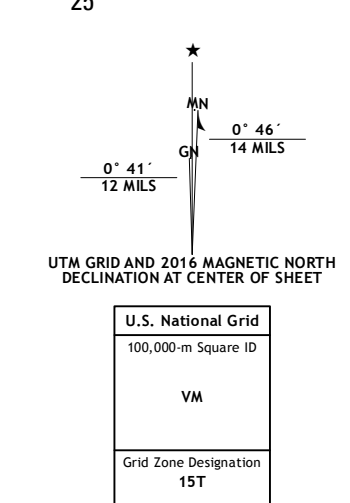 25
★
MN
0° 46´
14 MILS
GN
0° 41´
12 MILS
UTM GRID AND 2016 MAGNETIC NORTH
DECLINATION AT CENTER OF SHEET
U.S. National Grid
100,000-m Square ID
VM
Grid Zone Designation
15T